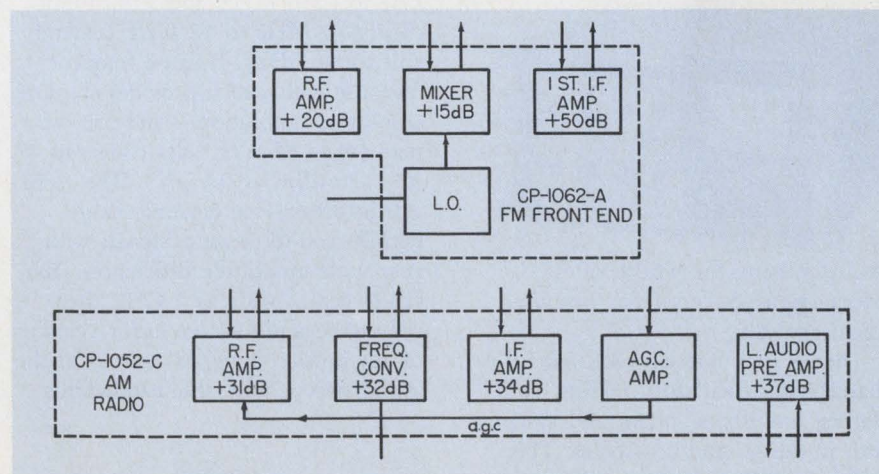 R.F.
AMP.
+20dB
MIXER
+15dB
I ST. I.F.
AMP.
+50dB
L.O.
CP-1062-A
FM FRONT END
CP-1052-C
AM
RADIO
R.F.
AMP.
+31dB
FREQ.
CONV.
+32dB
I.F.
AMP.
+34dB
A.G.C.
AMP.
L. AUDIO
PRE AMP.
+37dB
a.g.c